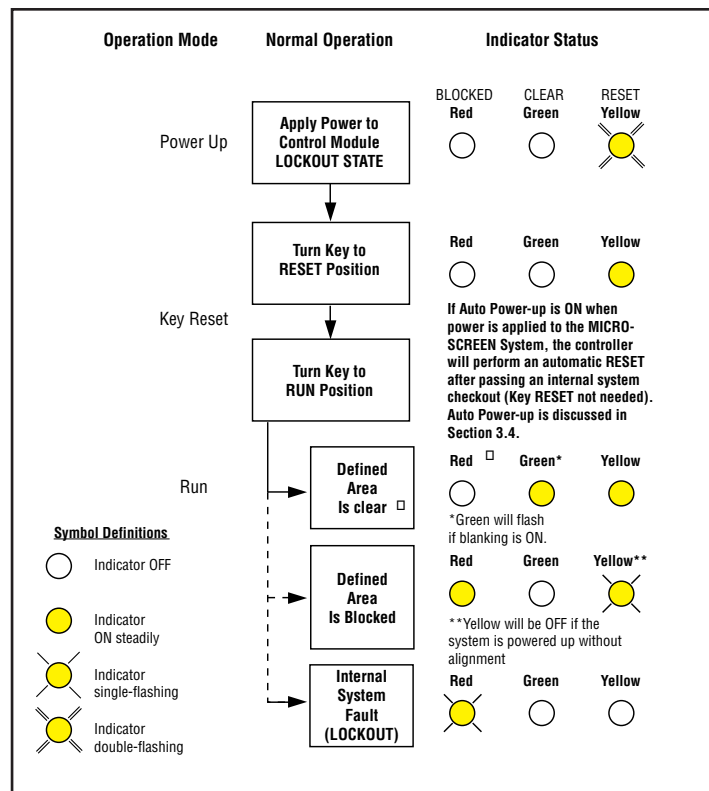 Operation Mode Normal Operation Indicator Status
BLOCKED CLEAR RESET
Red Green Yellow
Power Up
Apply Power to
Control Module
LOCKOUT STATE
Turn Key to
RESET Position
Red Green Yellow
Key Reset
If Auto Power-up is ON when
power is applied to the MICRO-
SCREEN System, the controller
will perform an automatic RESET
after passing an internal system
checkout (Key RESET not needed).
Auto Power-up is discussed in
Section 3.4.
Turn Key to
RUN Position
Run
Defined
Area
Is clear
Red Green* Yellow
*Green will flash
if blanking is ON.
Symbol Definitions
Indicator OFF
Indicator
ON steadily
Indicator
single-flashing
Indicator
double-flashing
Defined
Area
Is Blocked
Red Green Yellow**
**Yellow will be OFF if the
system is powered up without
alignment
Internal
System
Fault
(LOCKOUT)
Red Green Yellow